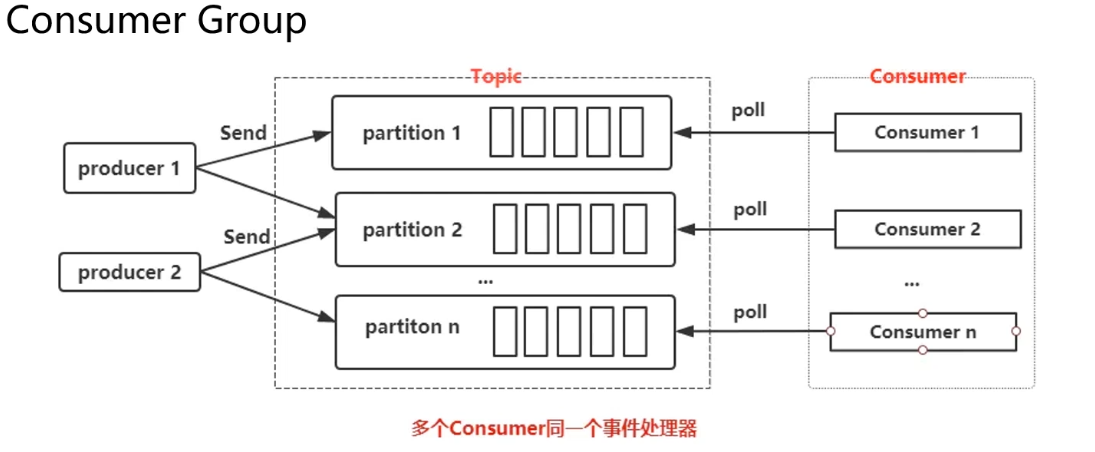 Consumer Group
Topic
Consumer
Send
partition 1
poll
Consumer 1
producer 1
partition 2
poll
Consumer 2
Send
producer 2
...
...
partiton n
poll
Consumer n
多个Consumer同一个事件处理器